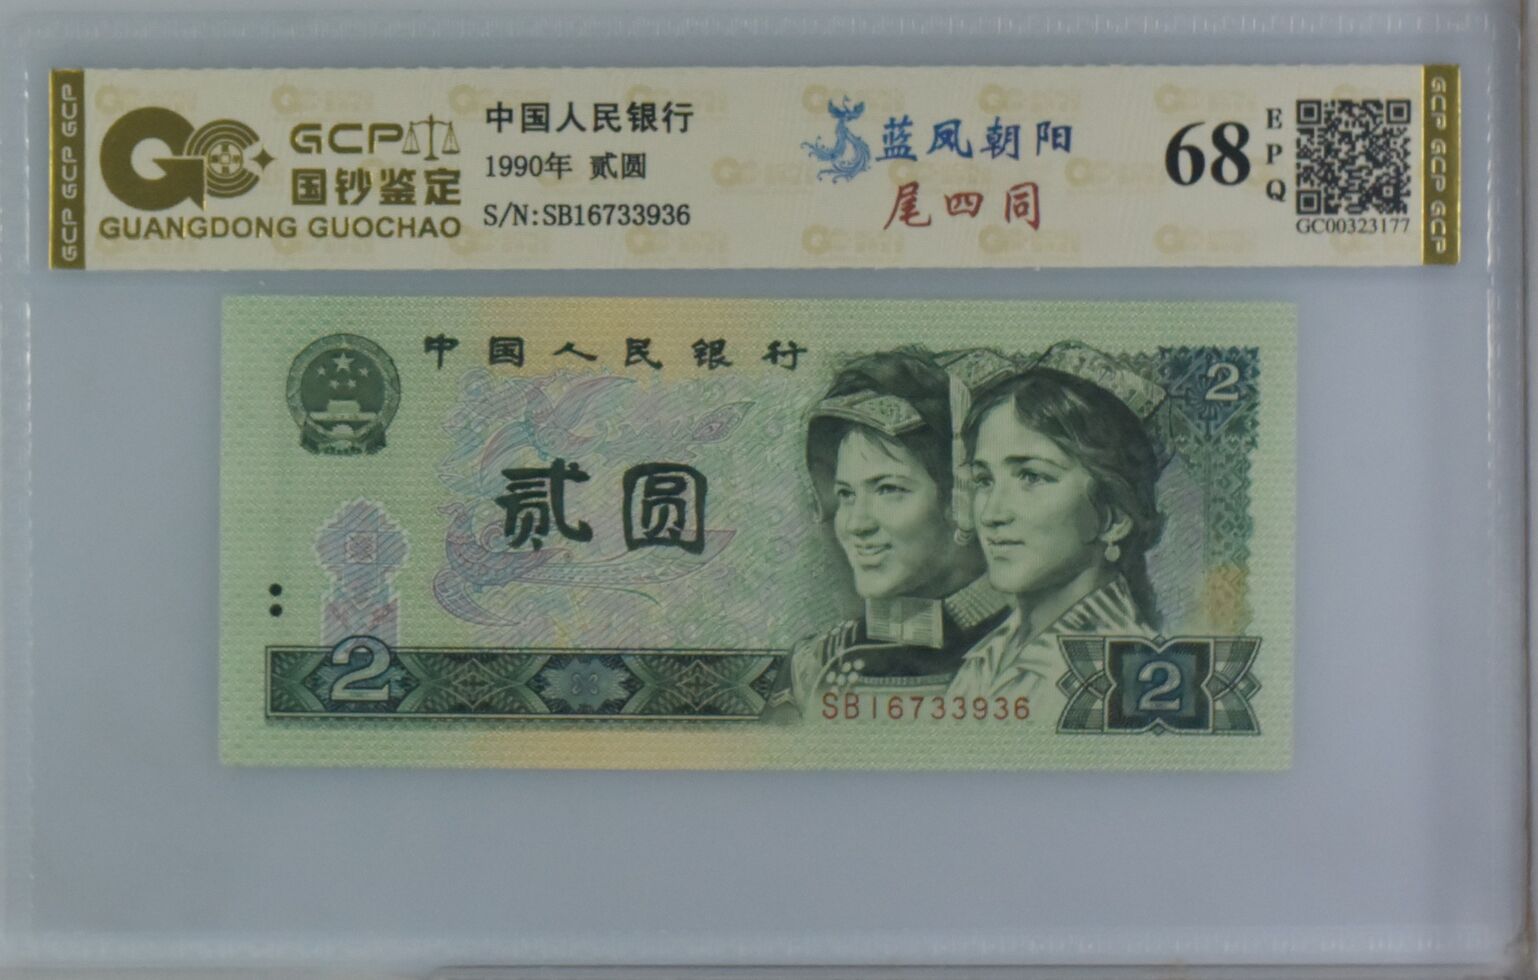 GCP GCP GCP
GCP
国钞鉴定
GUANGDONG GUOCHAO
中国人民银行
1990年 贰圆
S/N:SB16733936
蓝凤朝阳
尾四同
68
EPQ
GC00323177
GCP GCP GCP
中国人民银行
2
贰圆
2
SB16733936
2